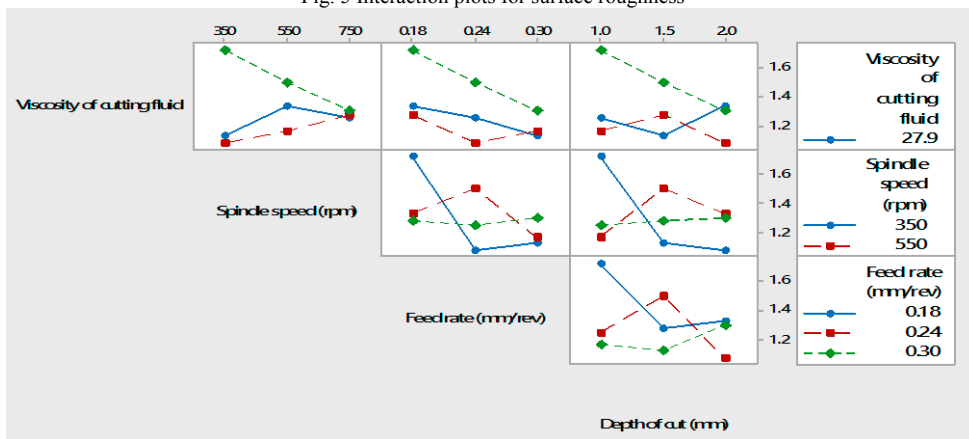 Fig. 5 Interaction plots for surface roughness
350 550 750 0.18 0.24 0.30 1.0 1.5 2.0
Viscosity of cutting fluid
1.6
1.4
1.2
Viscosity
of
cutting
fluid
27.9
Spindle speed (rpm)
1.6
1.4
1.2
Spindle
speed
(rpm)
350
550
Feed rate (mm/rev)
1.6
1.4
1.2
Feed rate
(mm/rev)
0.18
0.24
0.30
Depth of cut (mm)